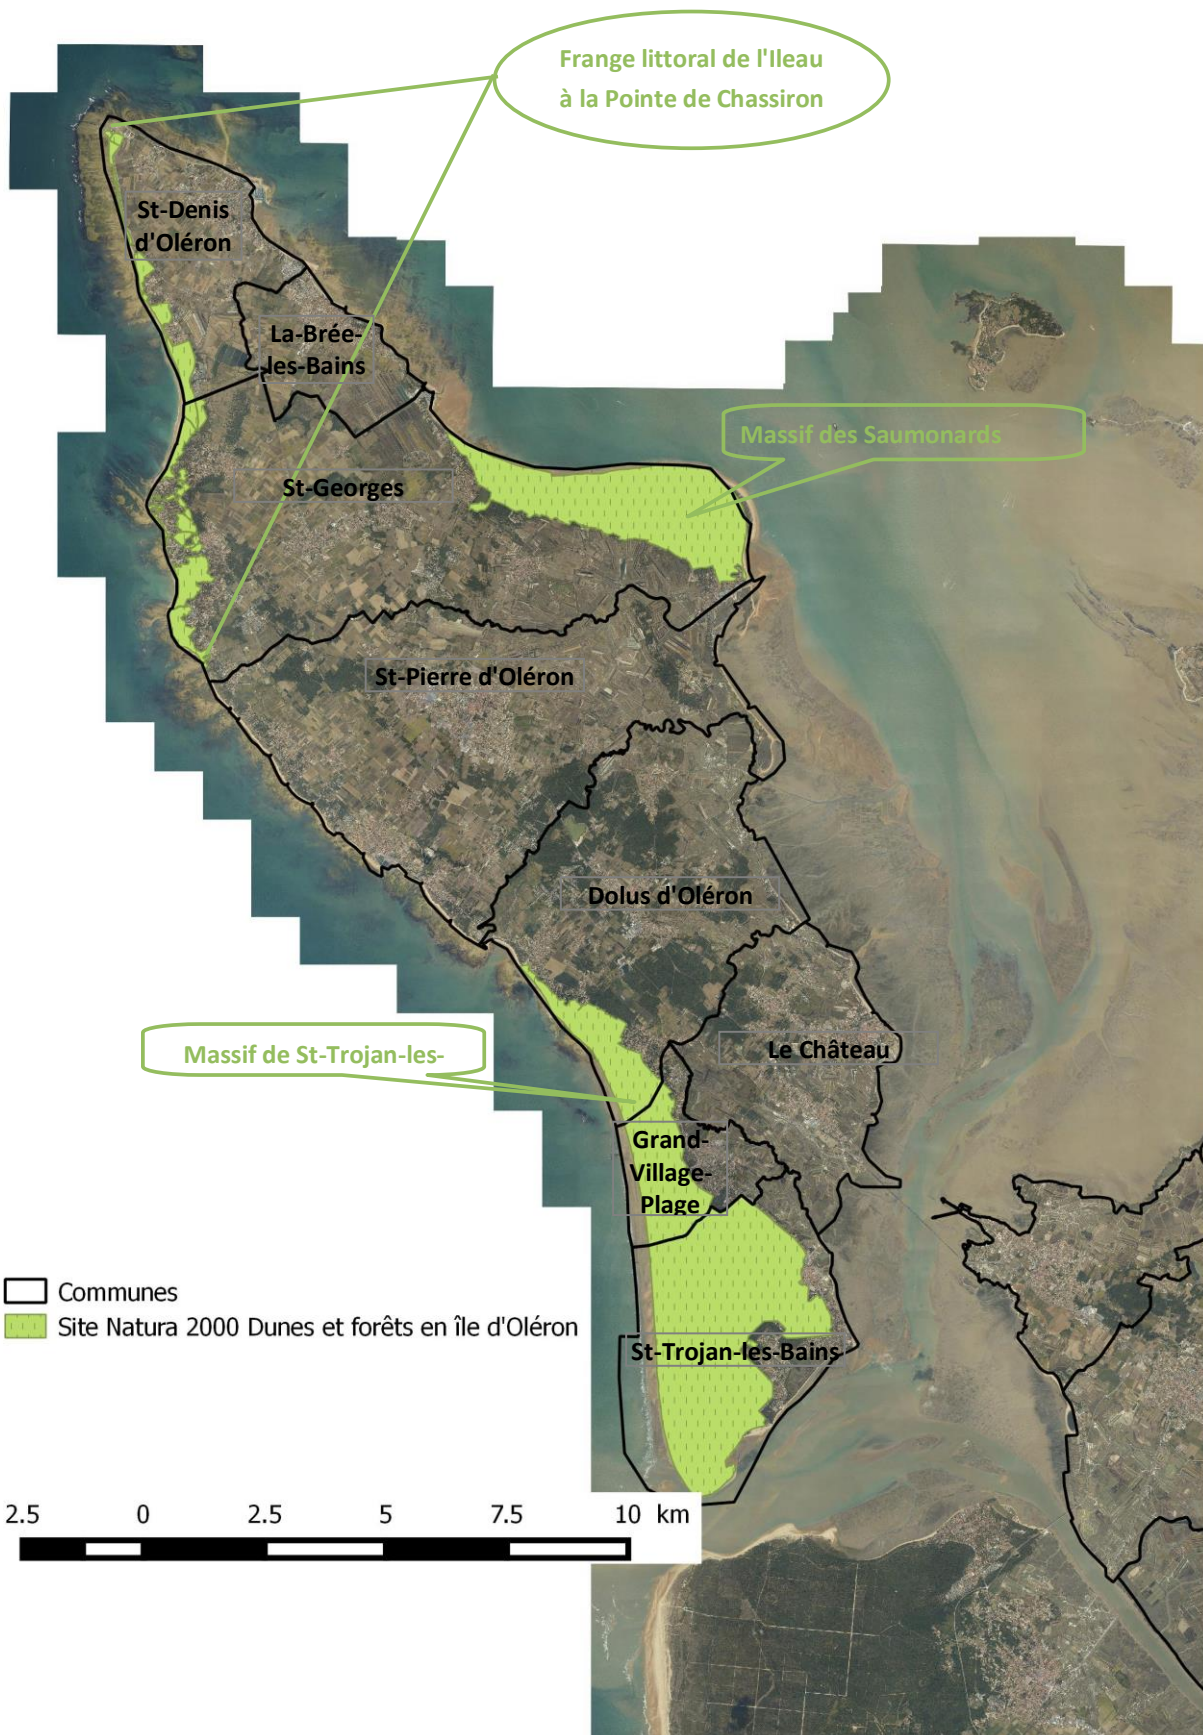 Frange littoral de l'Ileau
à la Pointe de Chassiron
St-Denis
d'Oléron
La-Brée-
les-Bains
Massif des Saumonards
St-Georges
St-Pierre d'Oléron
Dolus d'Oléron
Massif de St-Trojan-les-
Le Château
Grand-
Village-
Plage
Communes
Site Natura 2000 Dunes et forêts en île d'Oléron
St-Trojan-les-Bains
2.5 0 2.5 5 7.5 10 km